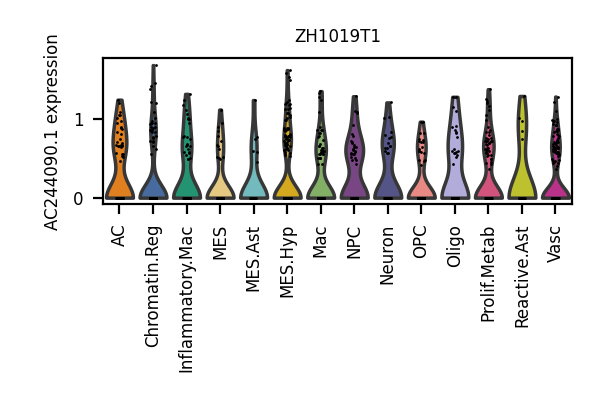 ZH1019T1
AC244090.1 expression
1
0
AC
Chromatin.Reg
Inflammatory.Mac
MES
MES.Ast
MES.Hyp
Mac
NPC
Neuron
OPC
Oligo
Prolif.Metab
Reactive.Ast
Vasc